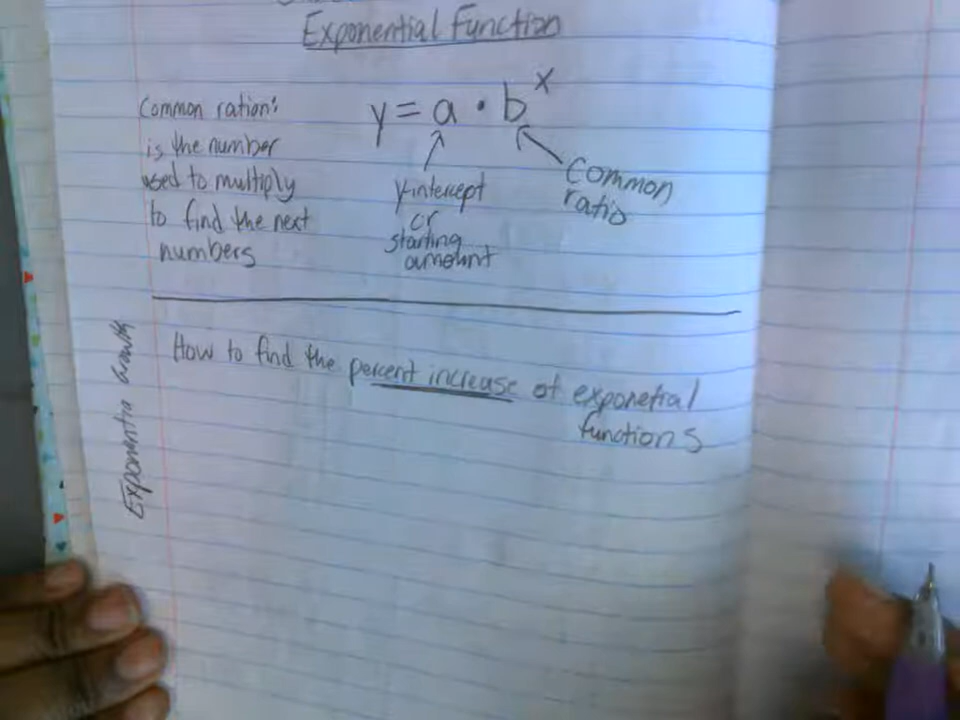 Exponential Function
y = a · b^x
Common ration:
is the number
used to multiply
to find the next
numbers
y-intercept
or
starting
amount
Common
ratio
Exponentia Growth
How to find the percent increase of exponetial
functions